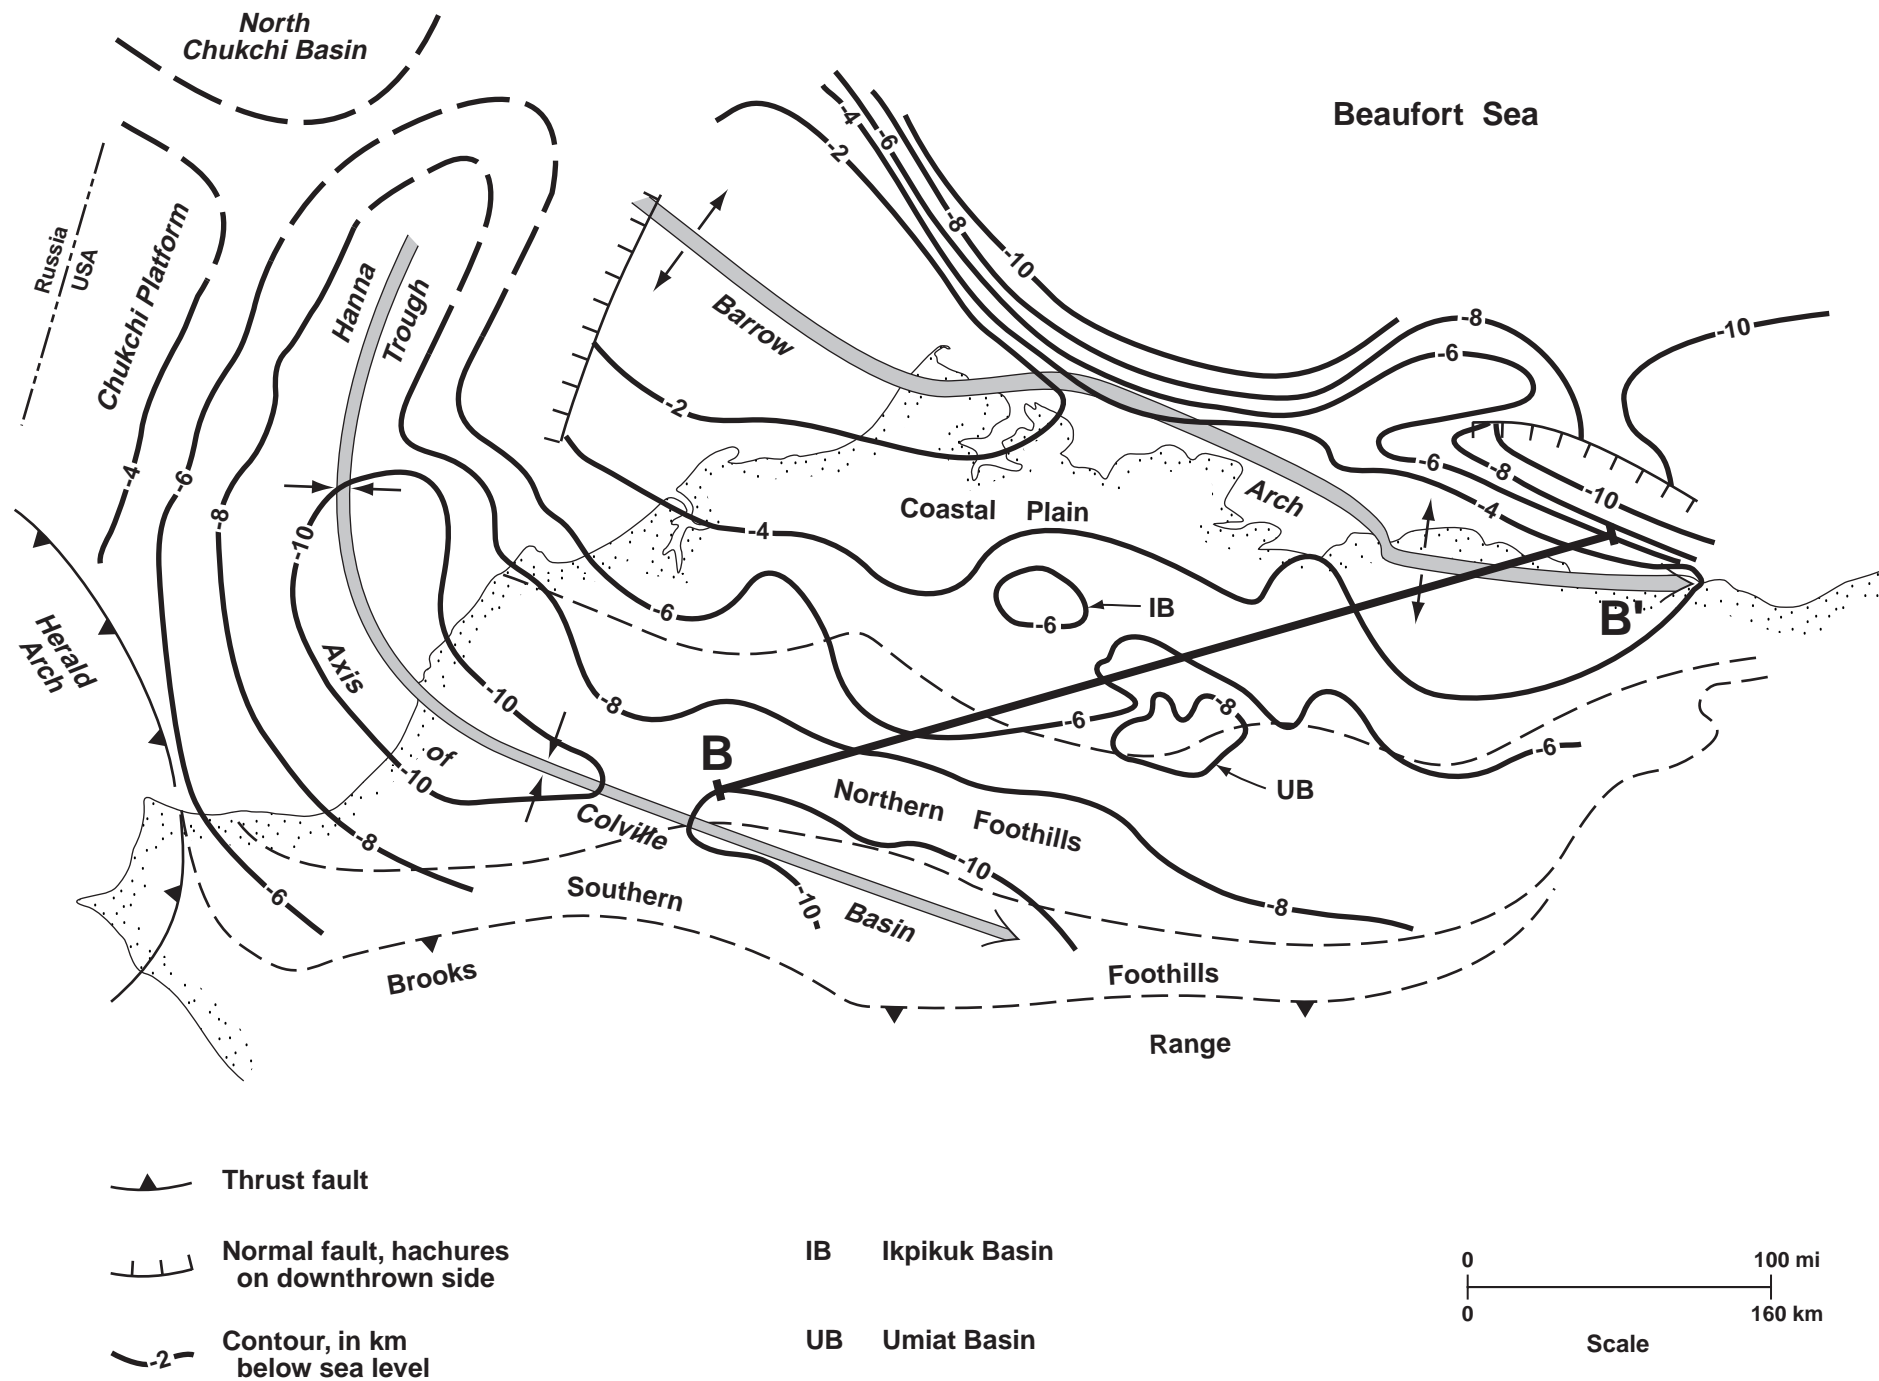 North
Chukchi Basin
Beaufort Sea
-4
-6
-2
-8
-10
Russia
USA
Chukchi Platform
Hanna
Trough
Barrow
-8
-6
-10
-2
-4
-6
-8
-10
-6
-8
-10
-4
Coastal Plain
Arch
-4
Herald
Arch
-6
-6
IB
B'
Axis
-10
-8
-6
-8
-6
of
B
-10
UB
Northern Foothills
Colville
-8
-10
Southern
-6
-10
Basin
-8
Brooks
Foothills
Range
Thrust fault
Normal fault, hachures
on downthrown side
IB Ikpikuk Basin
0 100 mi
0 160 km
Scale
-2
Contour, in km
below sea level
UB Umiat Basin